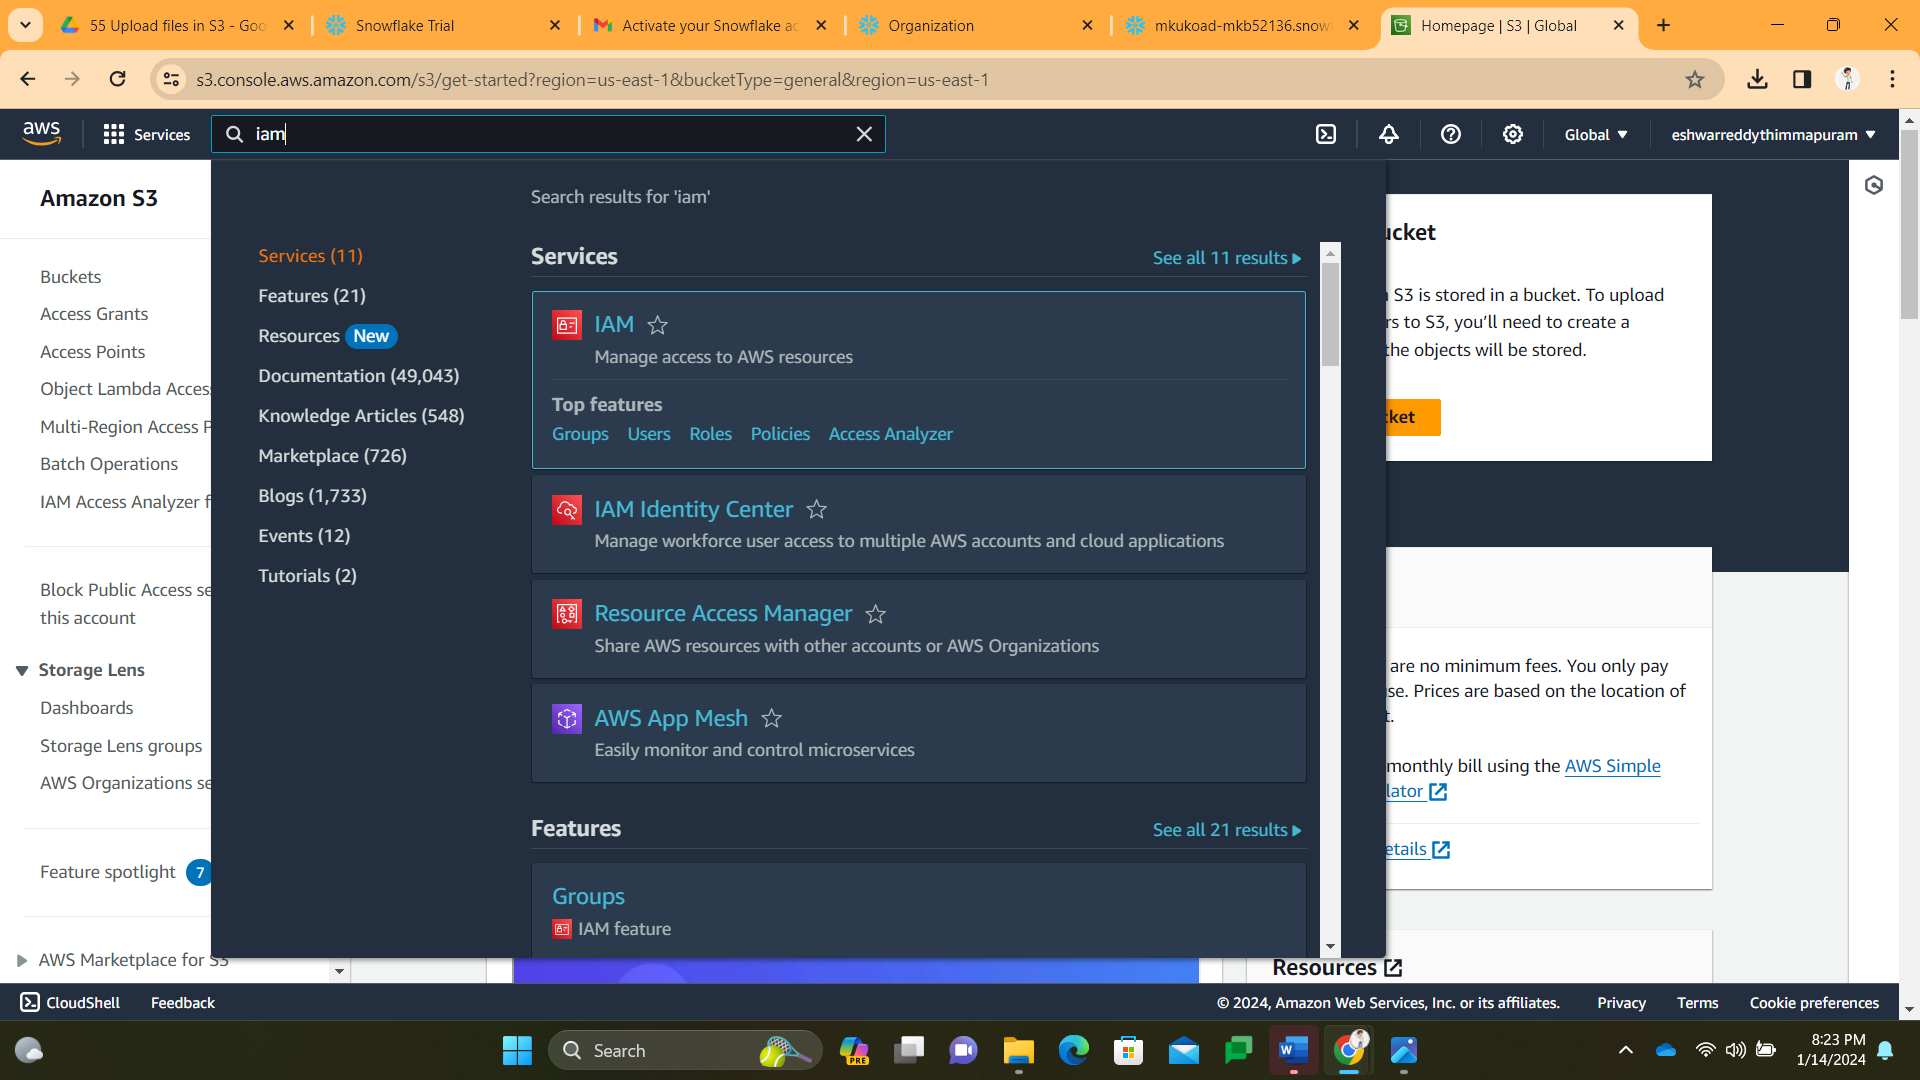 55 Upload files in S3 - Goo
Snowflake Trial
Activate your Snowflake ac
Organization
mkukoad-mkb52136.snow
Homepage | S3 | Global
s3.console.aws.amazon.com/s3/get-started?region=us-east-1&bucketType=general&region=us-east-1
aws
Services
iam
Global
eshwarreddythimmapuram
Amazon S3
Buckets
Access Grants
Access Points
Object Lambda Acces
Multi-Region Access P
Batch Operations
IAM Access Analyzer f
Block Public Access se
this account
Storage Lens
Dashboards
Storage Lens groups
AWS Organizations se
Feature spotlight 7
AWS Marketplace for S3
Search results for 'iam'
Services (11)
Features (21)
Resources New
Documentation (49,043)
Knowledge Articles (548)
Marketplace (726)
Blogs (1,733)
Events (12)
Tutorials (2)
Services
See all 11 results
IAM
Manage access to AWS resources
Top features
Groups Users Roles Policies Access Analyzer
IAM Identity Center
Manage workforce user access to multiple AWS accounts and cloud applications
Resource Access Manager
Share AWS resources with other accounts or AWS Organizations
AWS App Mesh
Easily monitor and control microservices
Features
See all 21 results
Groups
IAM feature
ucket
S3 is stored in a bucket. To upload
rs to S3, you'll need to create a
the objects will be stored.
ket
are no minimum fees. You only pay
se. Prices are based on the location of
t.
monthly bill using the AWS Simple
lator
etails
Resources
CloudShell
Feedback
© 2024, Amazon Web Services, Inc. or its affiliates.
Privacy
Terms
Cookie preferences
Search
PRE
8:23 PM
1/14/2024